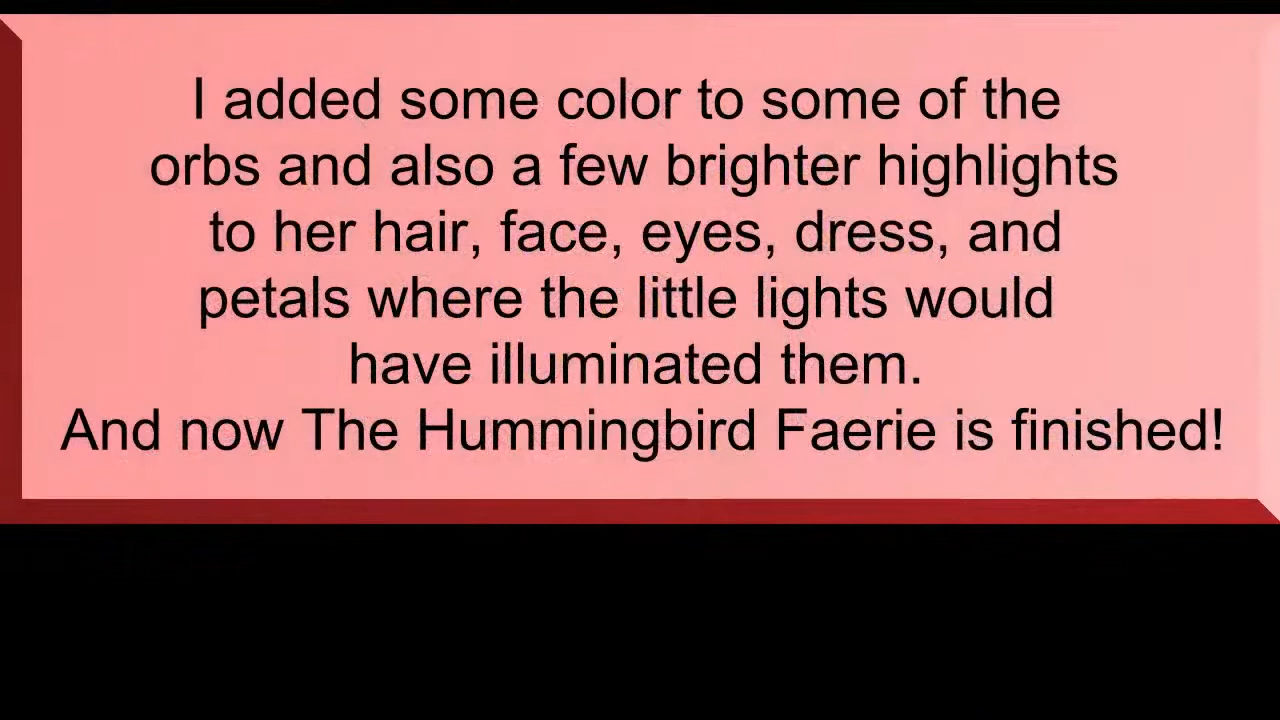 I added some color to some of the
orbs and also a few brighter highlights
to her hair, face, eyes, dress, and
petals where the little lights would
have illuminated them.
And now The Hummingbird Faerie is finished!